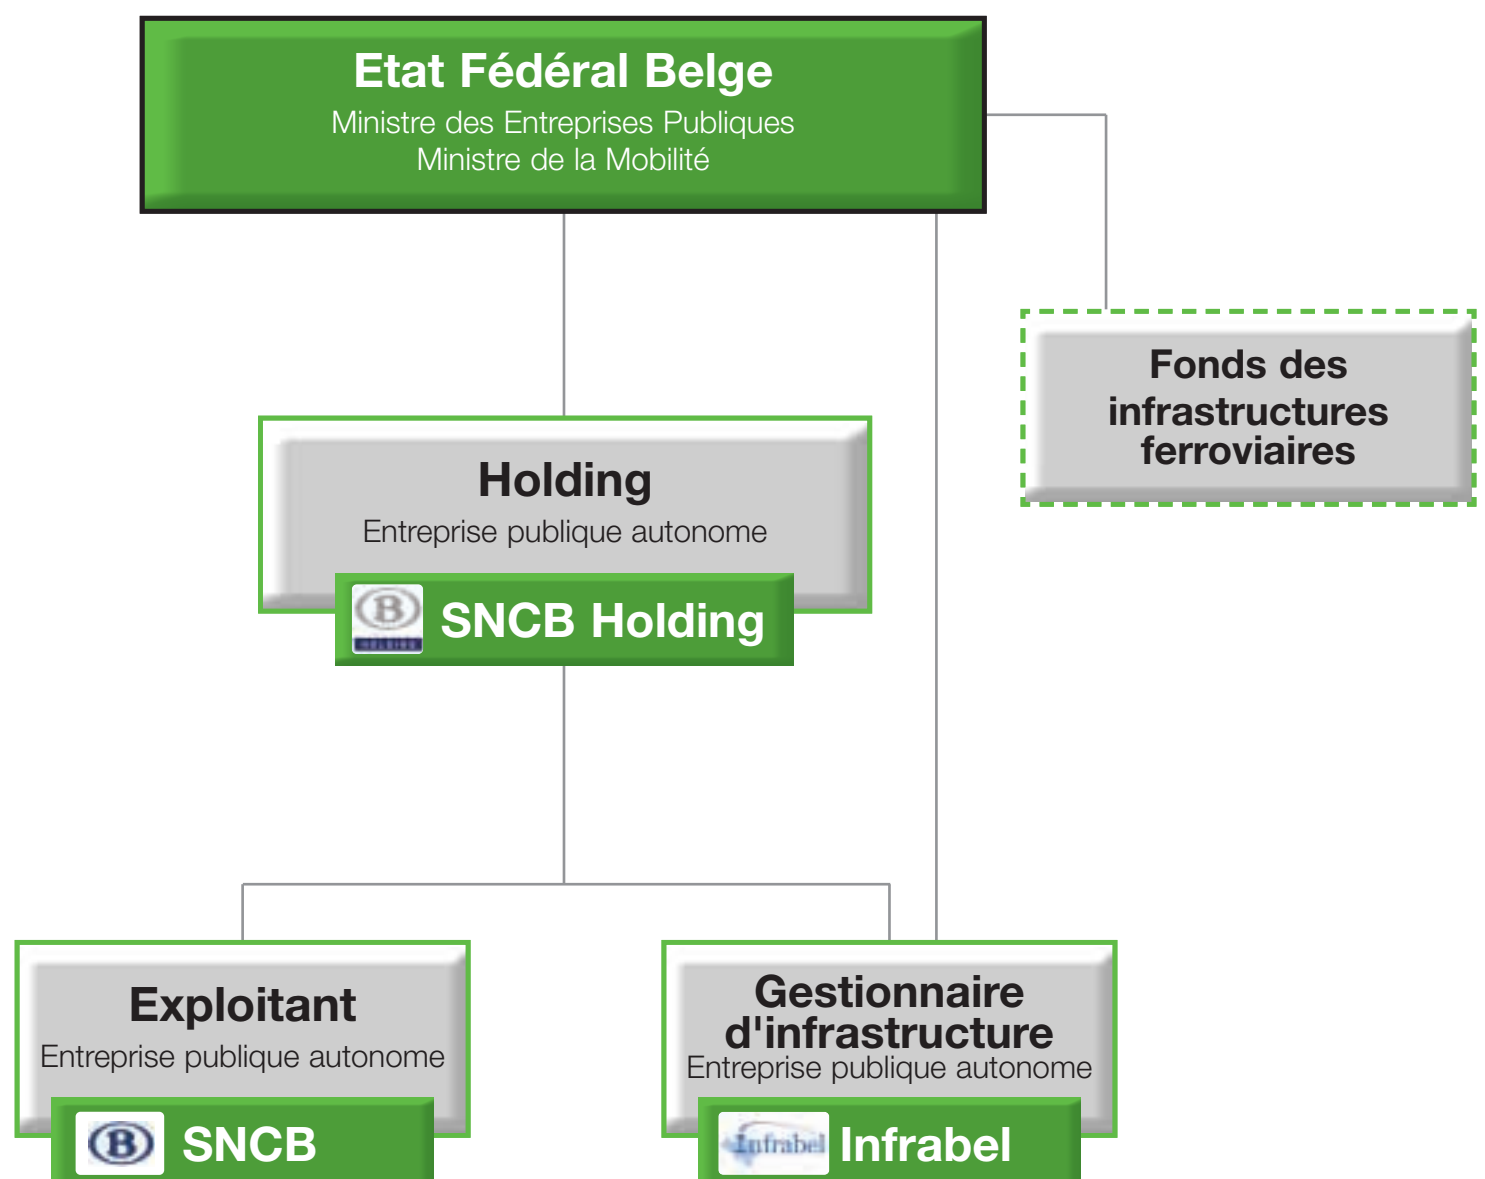 Etat Fédéral Belge
Ministre des Entreprises Publiques
Ministre de la Mobilité
Fonds des
infrastructures
ferroviaires
Holding
Entreprise publique autonome
B
HOLDING
SNCB Holding
Exploitant
Entreprise publique autonome
B
SNCB
Gestionnaire
d'infrastructure
Entreprise publique autonome
Infrabel
Infrabel